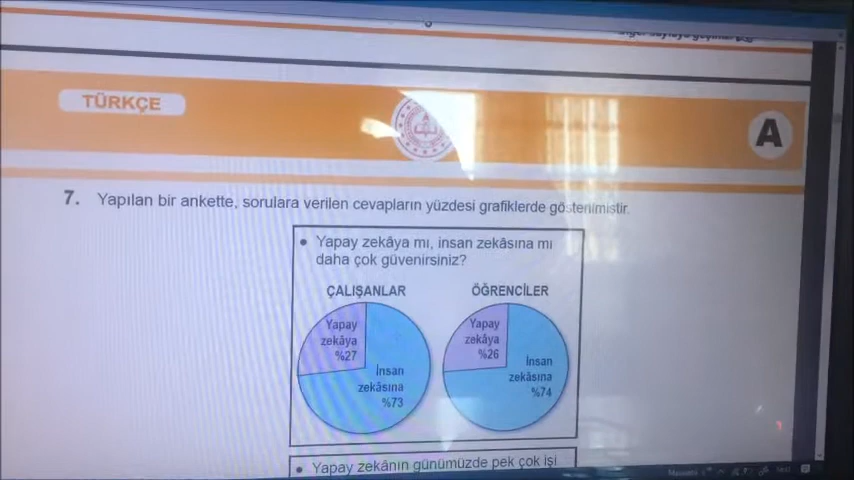 TÜRKÇE
A
7. Yapılan bir ankette, sorulara verilen cevapların yüzdesi grafiklerde gösterilmiştir.
• Yapay zekâya mı, insan zekâsına mı
daha çok güvenirsiniz?
ÇALIŞANLAR
Yapay
zekâya
%27
İnsan
zekâsına
%73
ÖĞRENCİLER
Yapay
zekâya
%26
İnsan
zekâsına
%74
• Yapay zekânın günümüzde pek çok işi